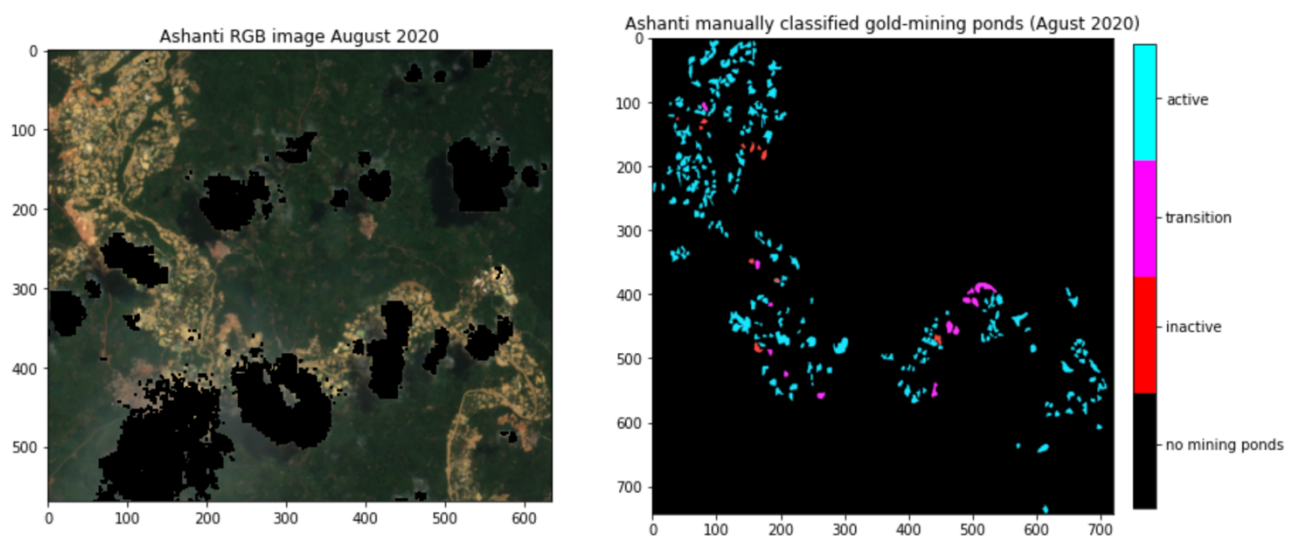 Ashanti RGB image August 2020
0
100
200
300
400
500
0 100 200 300 400 500 600
Ashanti manually classified gold-mining ponds (Agust 2020)
0
100
200
300
400
500
600
700
0 100 200 300 400 500 600 700
active
transition
inactive
no mining ponds